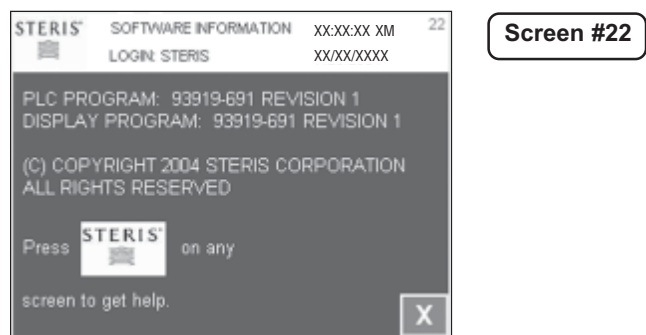 STERIS® SOFTWARE INFORMATION XX:XX:XX XM 22
LOGIN: STERIS XX/XX/XXXX
Screen #22
PLC PROGRAM: 93919-691 REVISION 1
DISPLAY PROGRAM: 93919-691 REVISION 1
(C) COPYRIGHT 2004 STERIS CORPORATION
ALL RIGHTS RESERVED
Press STERIS® on any
screen to get help.
X